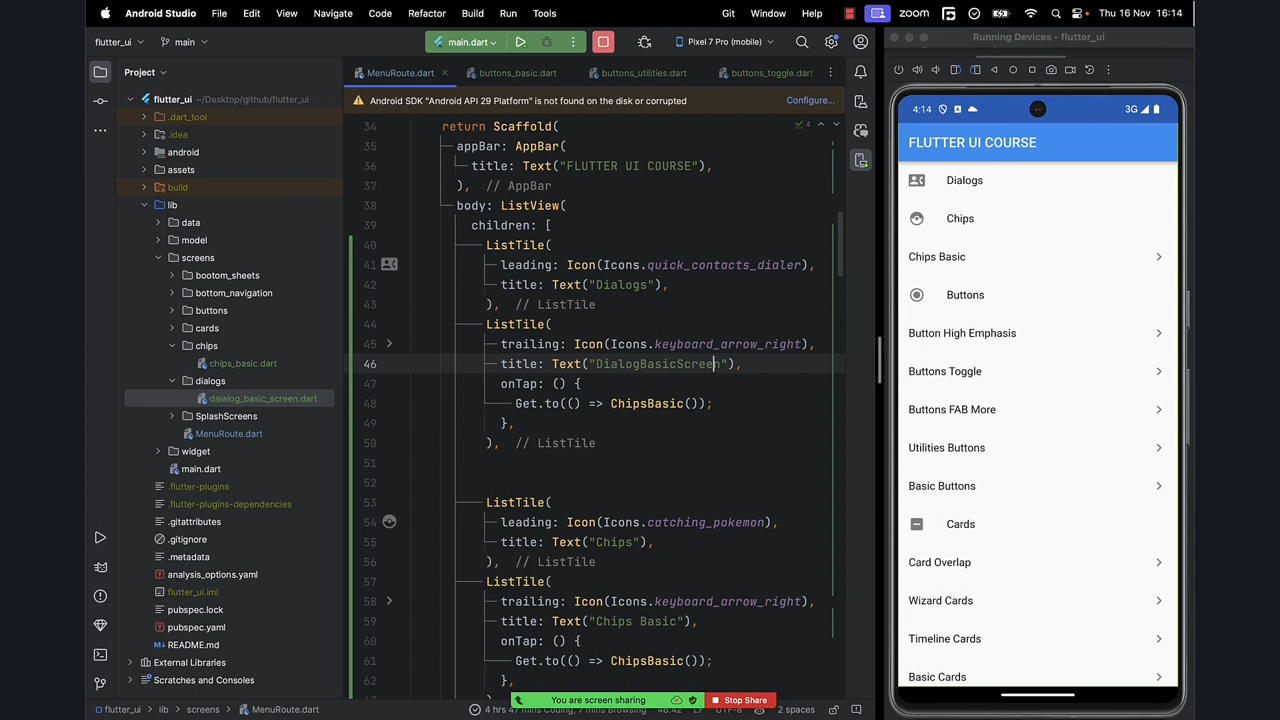 Android Studio File Edit View Navigate Code Refactor Build Run Tools Git Window Help zoom Thu 16 Nov 16:14
Running Devices - flutter_ui
flutter_ui main main.dart Pixel 7 Pro (mobile)
Project
MenuRoute.dart buttons_basic.dart buttons_utilities.dart buttons_toggle.dart
Android SDK "Android API 29 Platform" is not found on the disk or corrupted Configure...
flutter_ui ~/Desktop/github/flutter_ui
.dart_tool
.idea
android
assets
build
lib
data
model
screens
bootom_sheets
bottom_navigation
buttons
cards
chips
chips_basic.dart
dialogs
daialog_basic_screen.dart
SplashScreens
MenuRoute.dart
widget
main.dart
.flutter-plugins
.flutter-plugins-dependencies
.gitattributes
.gitignore
.metadata
analysis_options.yaml
flutter_ui.iml
pubspec.lock
pubspec.yaml
README.md
External Libraries
Scratches and Consoles
4
34 return Scaffold(
35 appBar: AppBar(
36 title: Text("FLUTTER UI COURSE"),
37 ), // AppBar
38 body: ListView(
39 children: [
40 ListTile(
41 leading: Icon(Icons.quick_contacts_dialer),
42 title: Text("Dialogs"),
43 ), // ListTile
44 ListTile(
45 trailing: Icon(Icons.keyboard_arrow_right),
46 title: Text("DialogBasicScreen"),
47 onTap: () {
48 Get.to(() => ChipsBasic());
49 },
50 ), // ListTile
51
52
53 ListTile(
54 leading: Icon(Icons.catching_pokemon),
55 title: Text("Chips"),
56 ), // ListTile
57 ListTile(
58 trailing: Icon(Icons.keyboard_arrow_right),
59 title: Text("Chips Basic"),
60 onTap: () {
61 Get.to(() => ChipsBasic());
62 },
4:14 3G
FLUTTER UI COURSE
Dialogs
Chips
Chips Basic
Buttons
Button High Emphasis
Buttons Toggle
Buttons FAB More
Utilities Buttons
Basic Buttons
Cards
Card Overlap
Wizard Cards
Timeline Cards
Basic Cards
You are screen sharing Stop Share
flutter_ui lib screens MenuRoute.dart 2 spaces